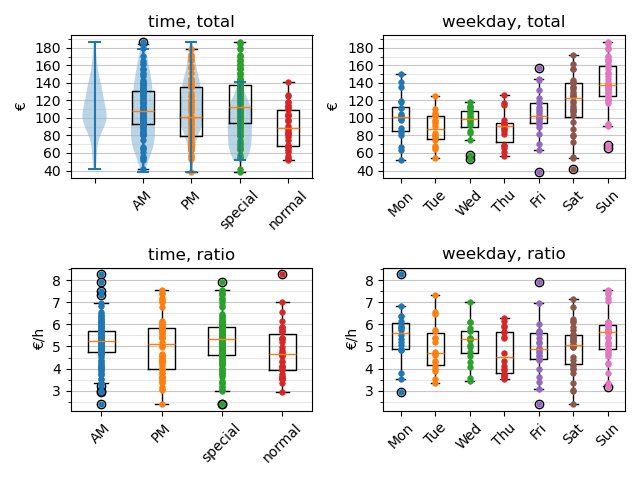 time, total
€
180
160
140
120
100
80
60
40
AM
PM
special
normal
weekday, total
€
180
160
140
120
100
80
60
40
Mon
Tue
Wed
Thu
Fri
Sat
Sun
time, ratio
€/h
8
7
6
5
4
3
AM
PM
special
normal
weekday, ratio
€/h
8
7
6
5
4
3
Mon
Tue
Wed
Thu
Fri
Sat
Sun